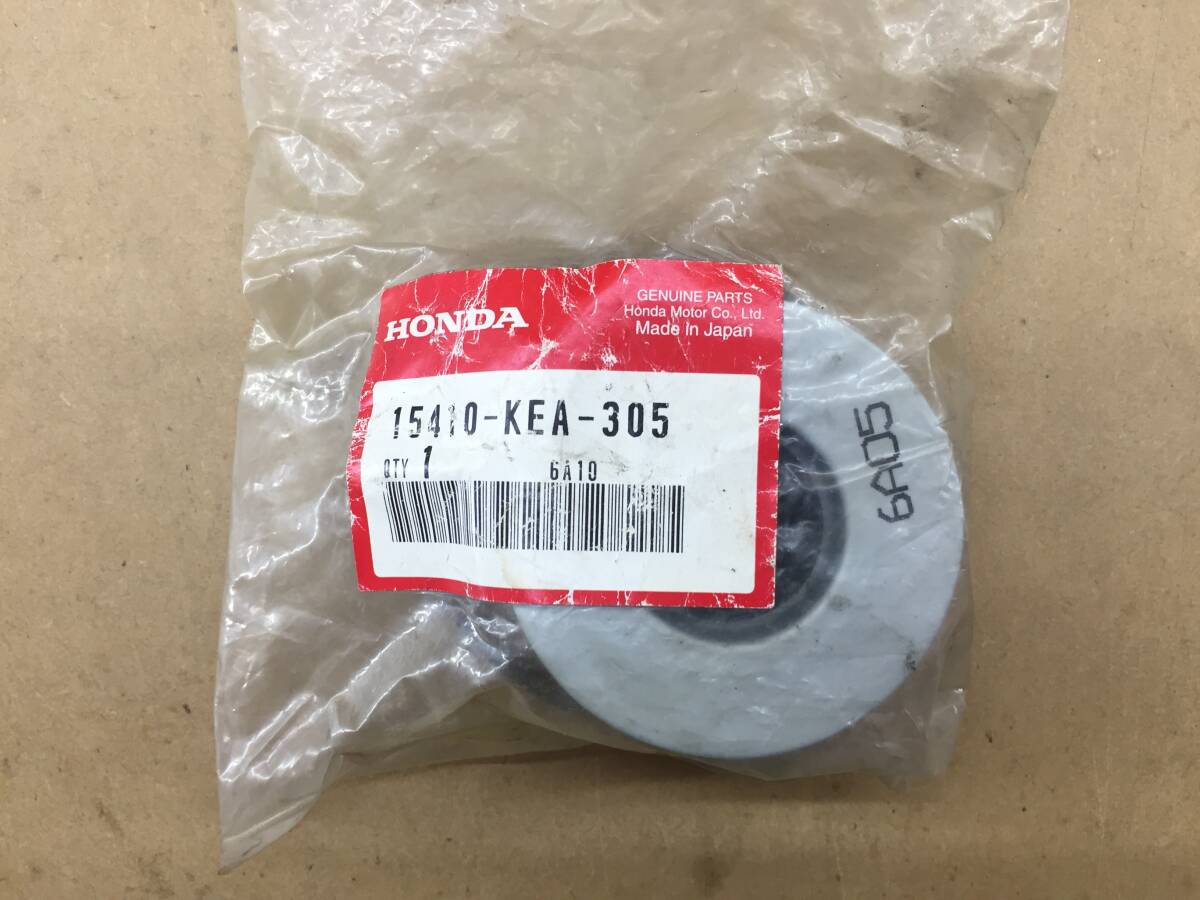 HONDA
GENUINE PARTS
Honda Motor Co., Ltd.
Made in Japan
15410-KEA-305
QTY 1 6A10
6A05